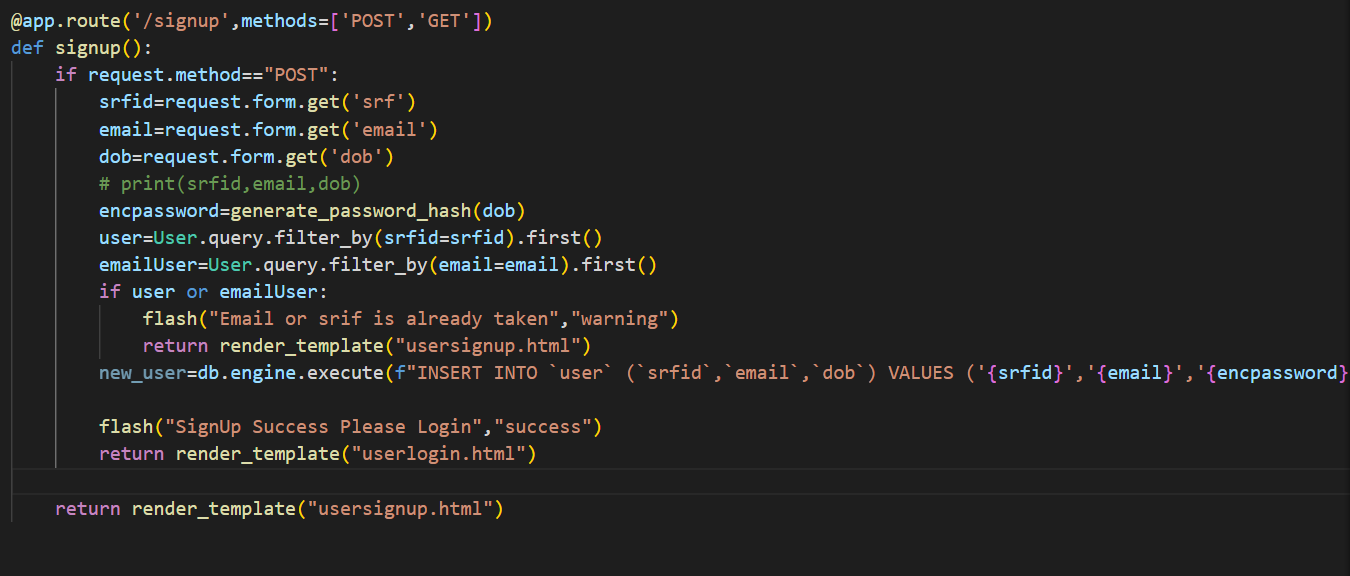 @app.route('/signup',methods=['POST','GET'])
def signup():
    if request.method=="POST":
        srfid=request.form.get('srf')
        email=request.form.get('email')
        dob=request.form.get('dob')
        # print(srfid,email,dob)
        encpassword=generate_password_hash(dob)
        user=User.query.filter_by(srfid=srfid).first()
        emailUser=User.query.filter_by(email=email).first()
        if user or emailUser:
            flash("Email or srif is already taken","warning")
            return render_template("usersignup.html")
        new_user=db.engine.execute(f"INSERT INTO `user` (`srfid`,`email`,`dob`) VALUES ('{srfid}','{email}','{encpassword}
        flash("SignUp Success Please Login","success")
        return render_template("userlogin.html")
    return render_template("usersignup.html")